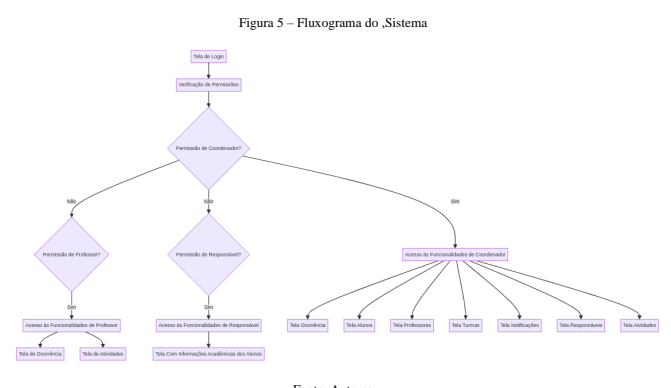 Figura 5 – Fluxograma do ,Sistema
Tela de Login
Verificação de Permissões
Permissão de Coordenador?
Não
Não
Sim
Permissão de Professor?
Permissão de Responsável?
Acesso às Funcionalidades de Coordenador
Sim
Sim
Acesso às Funcionalidades de Professor
Acesso às Funcionalidades de Responsável
Tela Ocorrência
Tela Alunos
Tela Professores
Tela Turmas
Tela Notificações
Tela Responsáveis
Tela Atividades
Tela de Ocorrência
Tela de Atividades
Tela Com Informações Acadêmicas dos Alunos